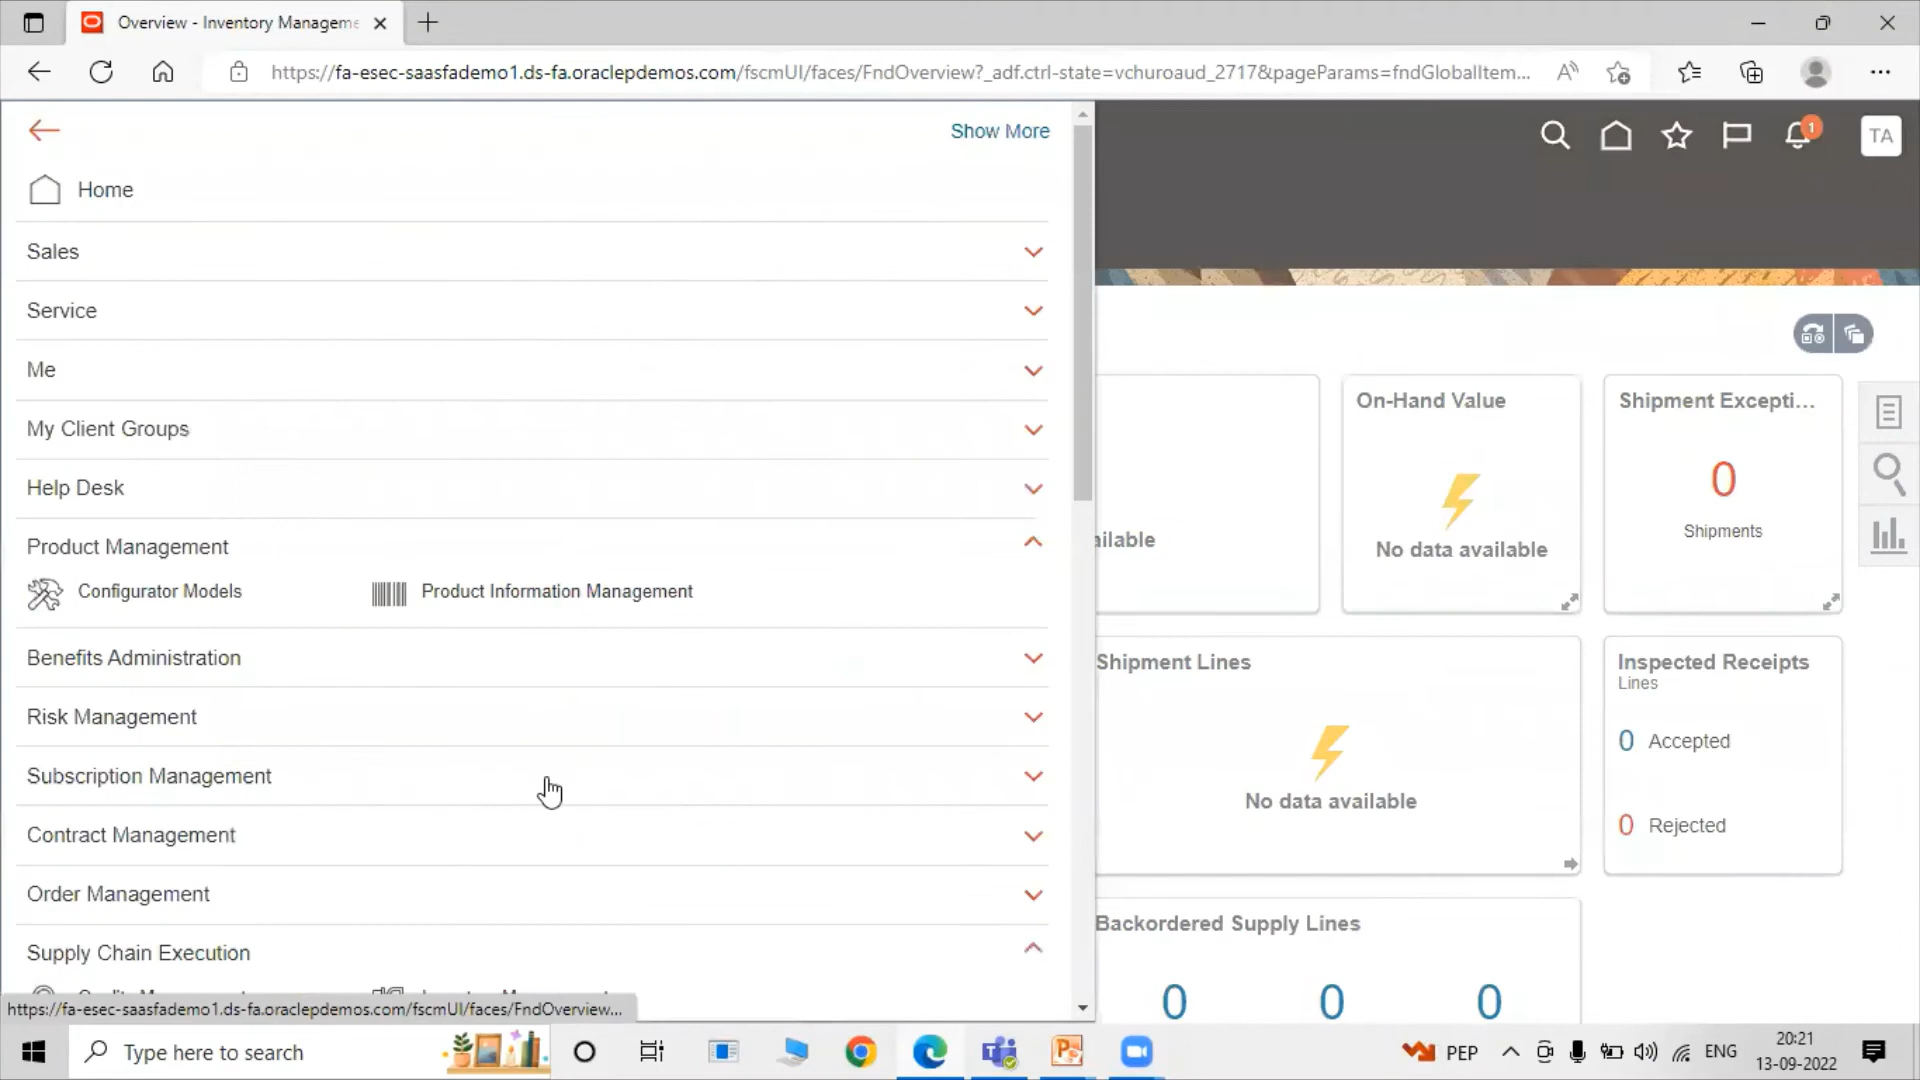 Overview - Inventory Manageme
https://fa-esec-saasfademo1.ds-fa.oraclepdemos.com/fscmUI/faces/FndOverview?_adf.ctrl-state=vchuroaud_2717&pageParams=fndGlobalItem...
Show More
1
TA
Home
Sales
Service
Me
My Client Groups
Help Desk
Product Management
Configurator Models
Product Information Management
Benefits Administration
Risk Management
Subscription Management
Contract Management
Order Management
Supply Chain Execution
ailable
On-Hand Value
No data available
Shipment Excepti...
0
Shipments
Shipment Lines
No data available
Inspected Receipts
Lines
0 Accepted
0 Rejected
Backordered Supply Lines
0 0 0
https://fa-esec-saasfademo1.ds-fa.oraclepdemos.com/fscmUI/faces/FndOverview...
Type here to search
PEP
ENG
20:21
13-09-2022